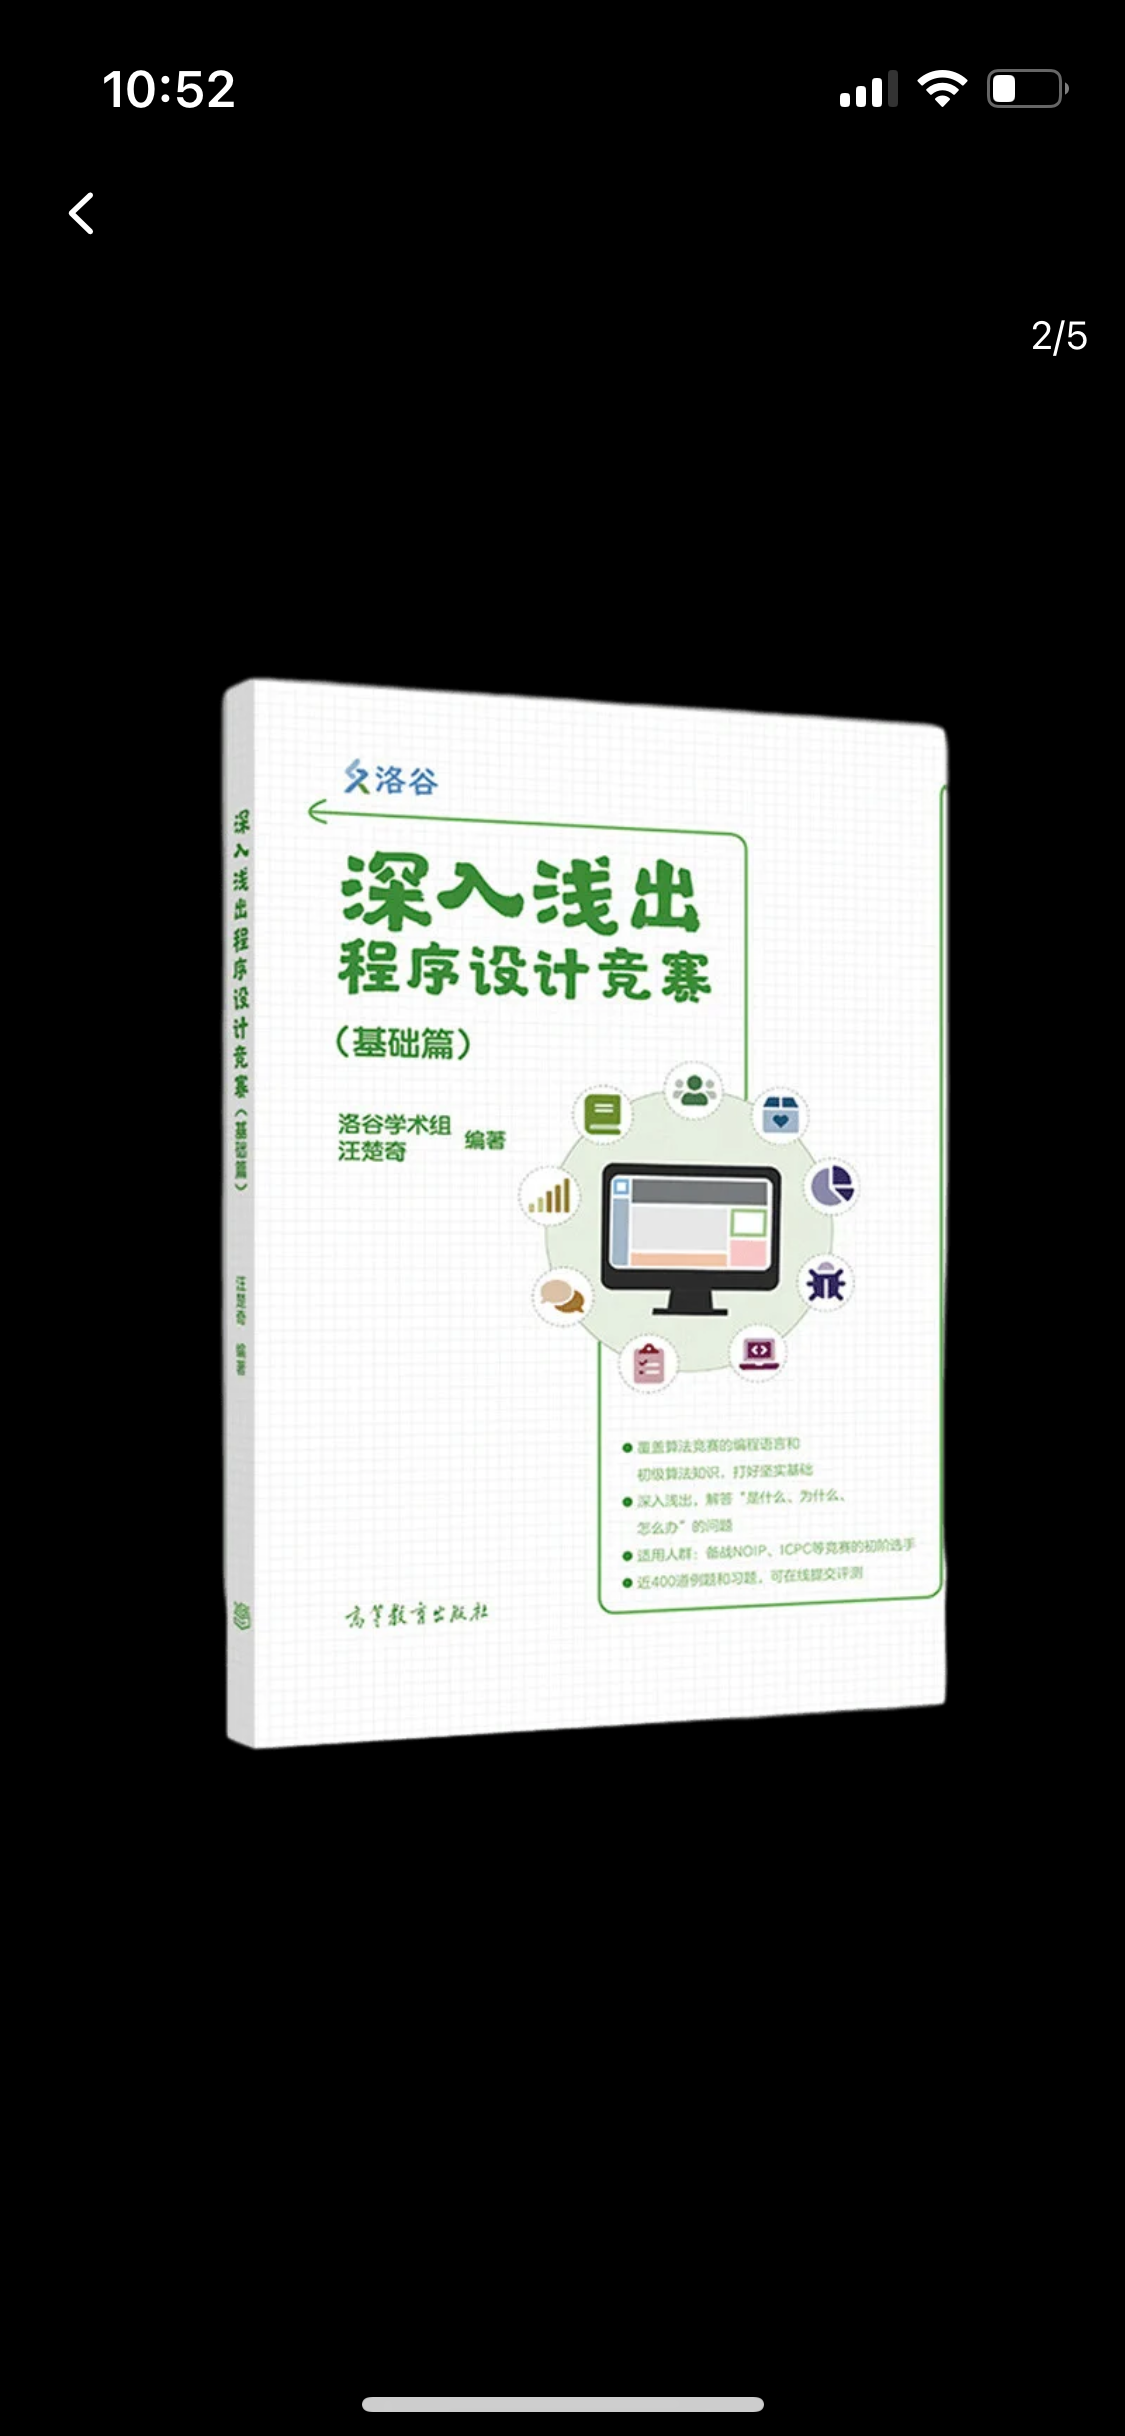 10:52
2/5
洛谷
深入浅出
程序设计竞赛
（基础篇）
洛谷学术组
汪楚奇 编著
覆盖算法竞赛的编程语言和
初级算法知识，打好坚实基础
深入浅出，解答“是什么、为什么、
怎么办”的问题
适用人群：备战NOIP、ICPC等竞赛的初阶选手
近400道例题和习题，可在线提交评测
高等教育出版社
深入浅出程序设计竞赛（基础篇）
汪楚奇 编著